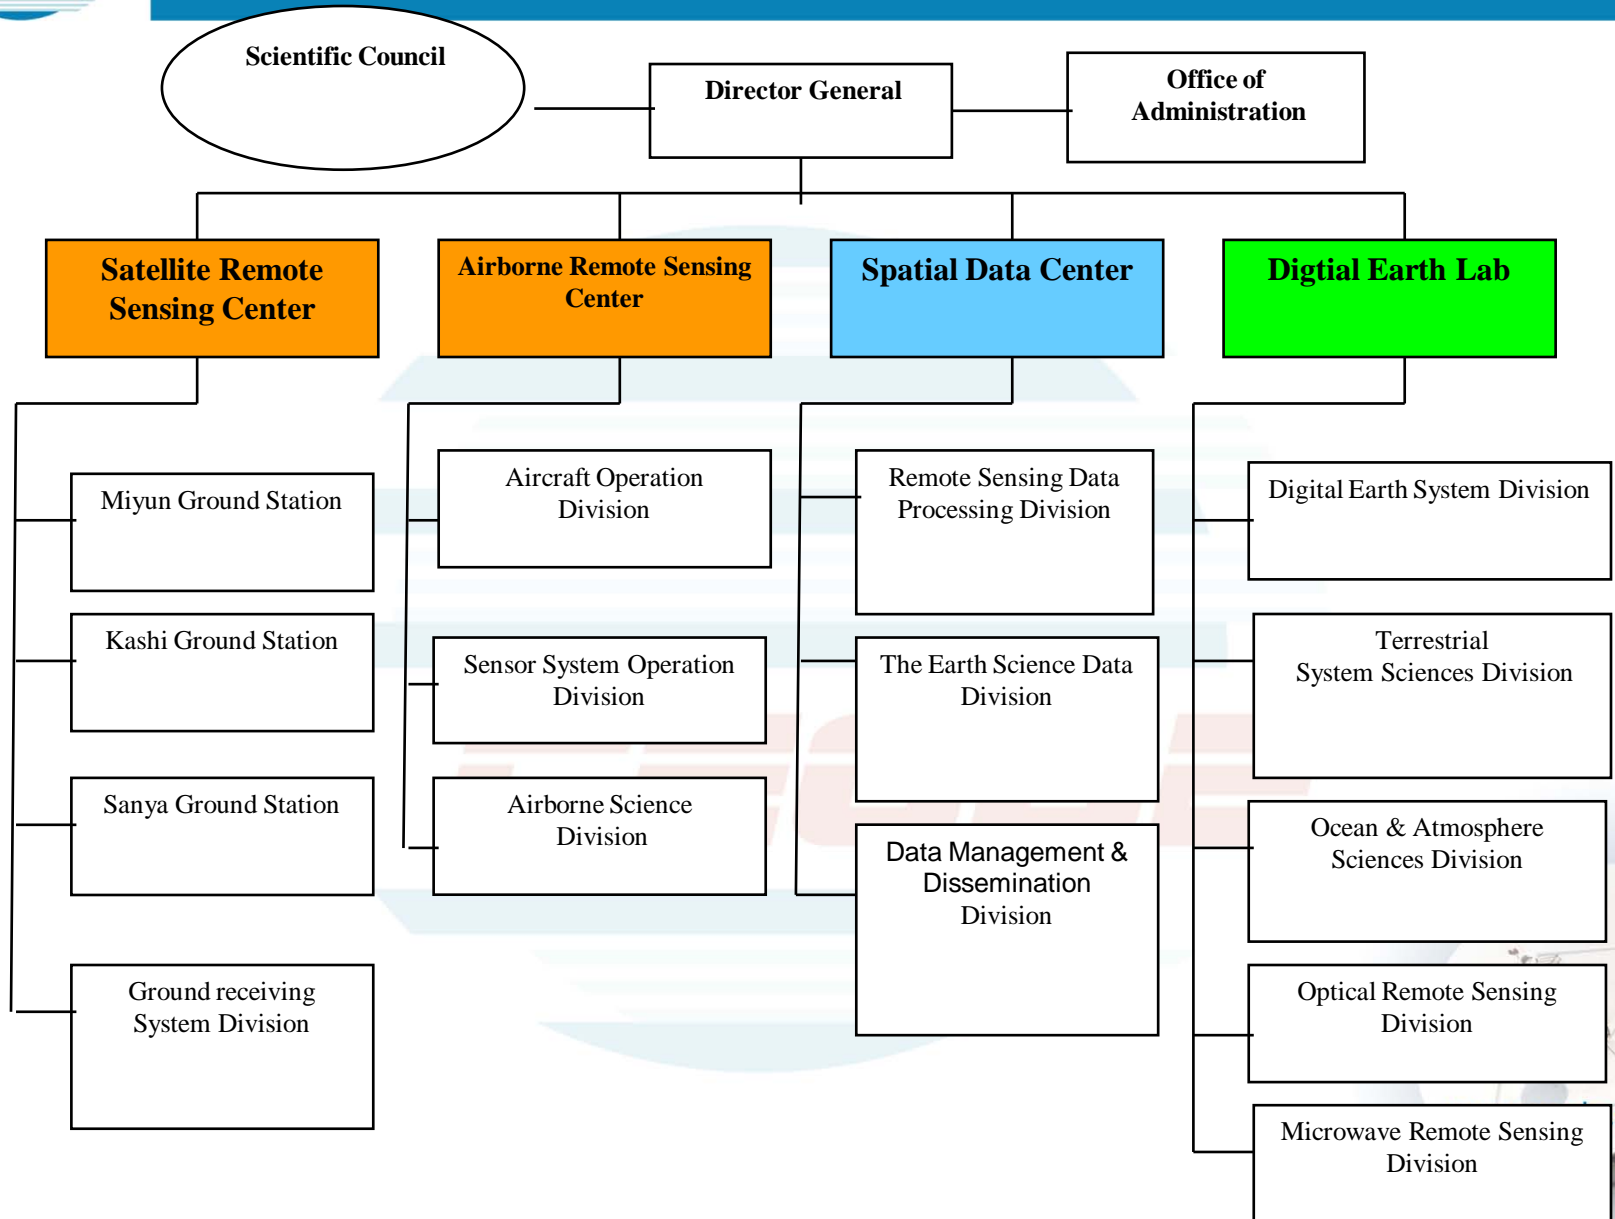 Scientific Council
Director General
Office of
Administration
Satellite Remote
Sensing Center
Airborne Remote Sensing
Center
Spatial Data Center
Digtial Earth Lab
Miyun Ground Station
Kashi Ground Station
Sanya Ground Station
Ground receiving
System Division
Aircraft Operation
Division
Sensor System Operation
Division
Airborne Science
Division
Remote Sensing Data
Processing Division
The Earth Science Data
Division
Data Management &
Dissemination
Division
Digital Earth System Division
Terrestrial
System Sciences Division
Ocean & Atmosphere
Sciences Division
Optical Remote Sensing
Division
Microwave Remote Sensing
Division